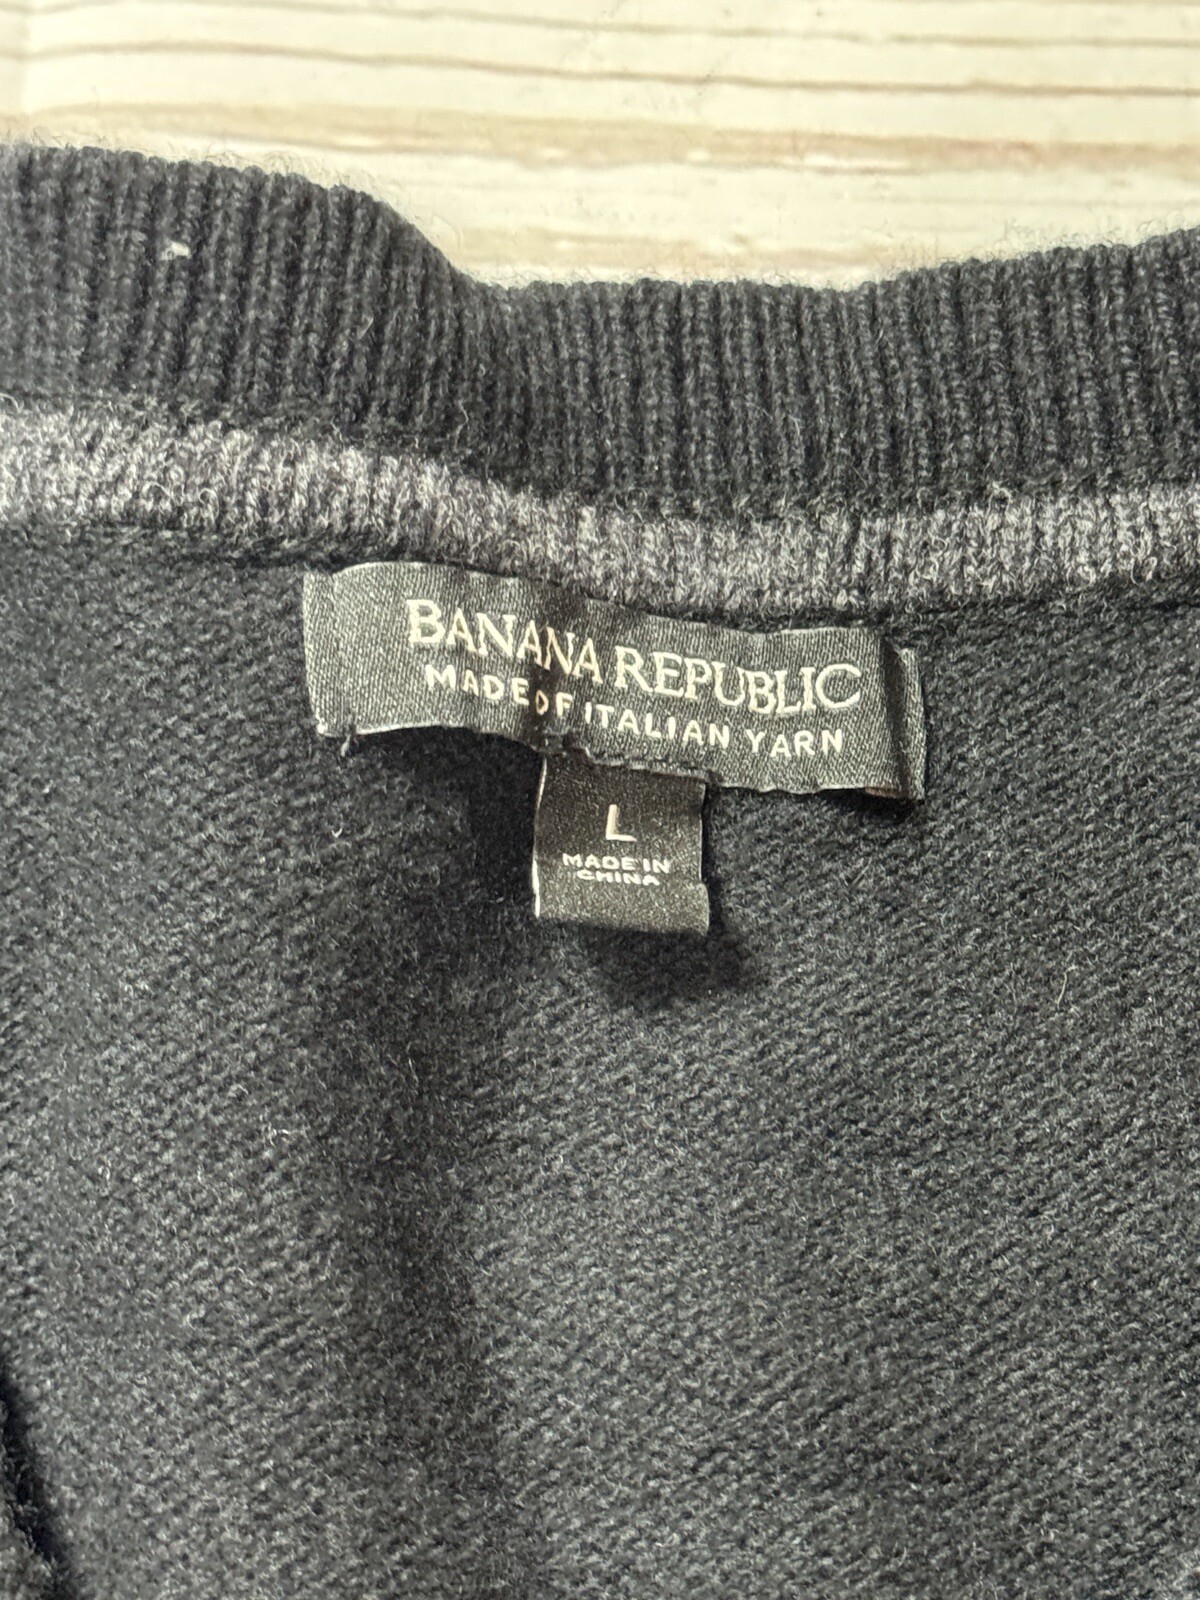 BANANA REPUBLIC
MADE OF ITALIAN YARN
L
MADE IN
CHINA